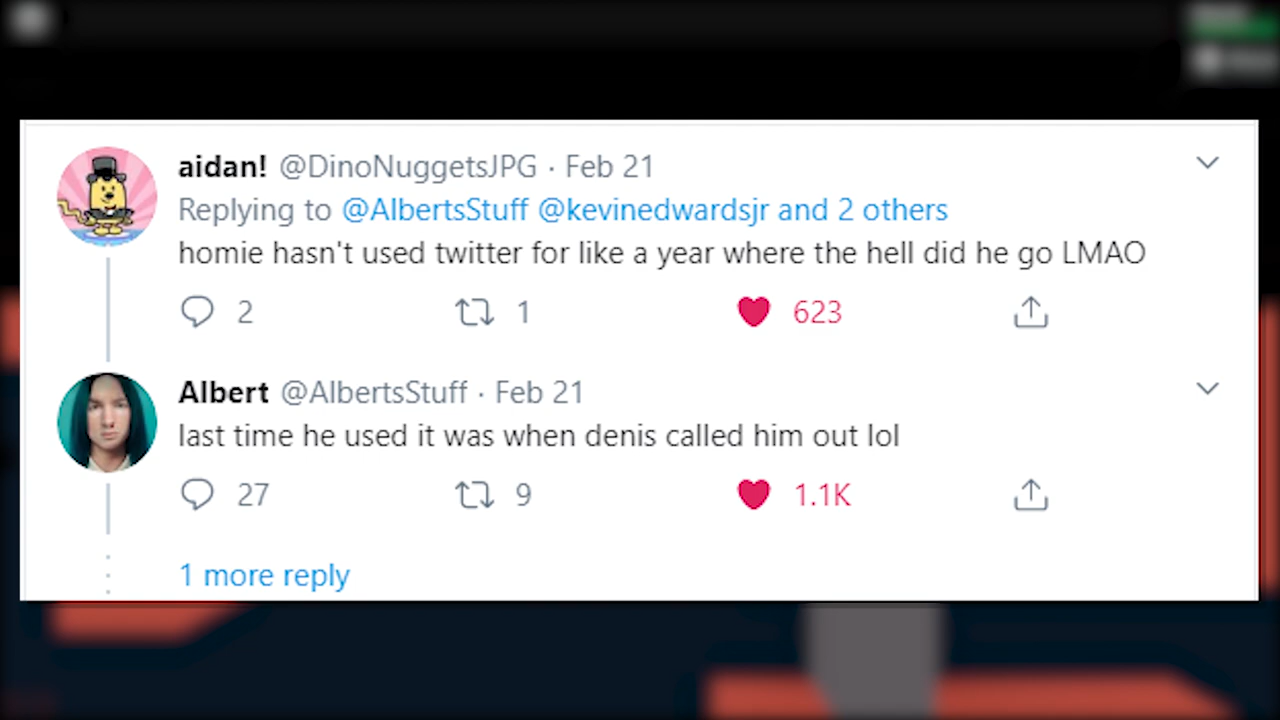 aidan! @DinoNuggetsJPG · Feb 21
Replying to @AlbertsStuff @kevinedwardsjr and 2 others
homie hasn't used twitter for like a year where the hell did he go LMAO
2 1 623
Albert @AlbertsStuff · Feb 21
last time he used it was when denis called him out lol
27 9 1.1K
1 more reply